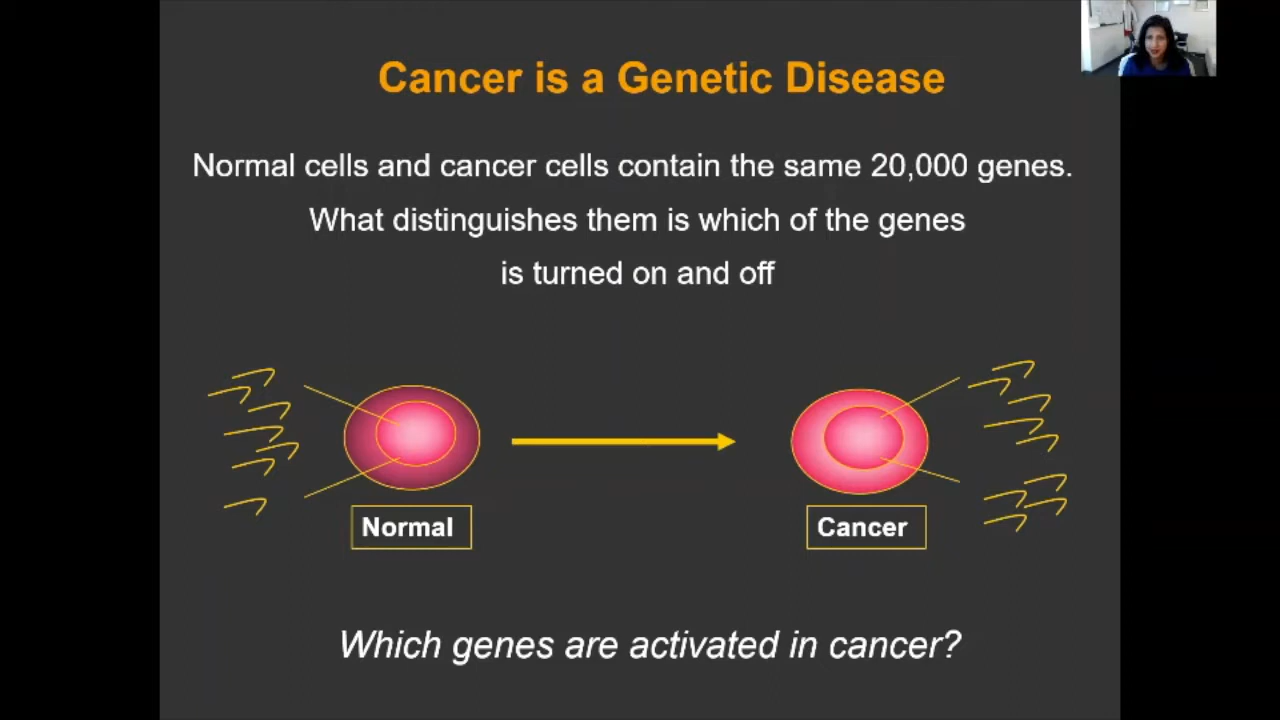 Cancer is a Genetic Disease
Normal cells and cancer cells contain the same 20,000 genes.
What distinguishes them is which of the genes
is turned on and off
Normal
Cancer
Which genes are activated in cancer?